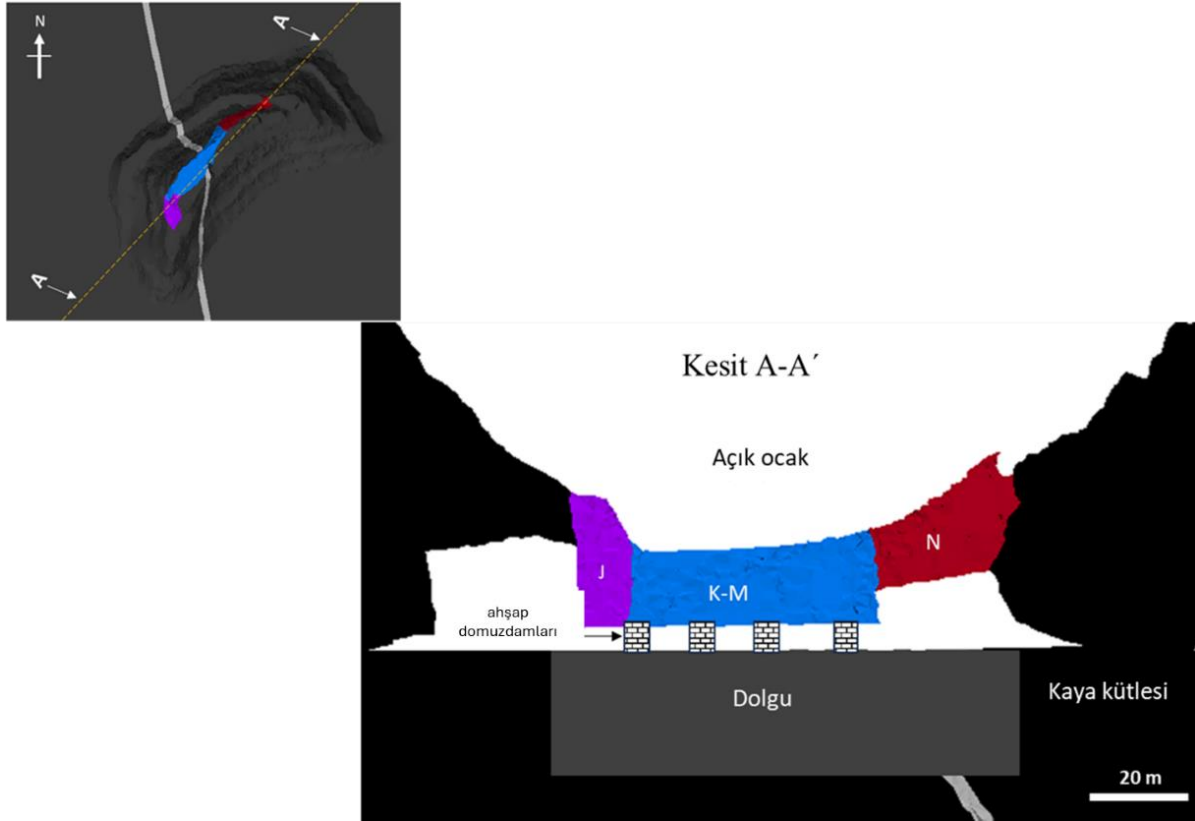 N
A
A
Kesit A-A´
Açık ocak
N
J
K-M
ahşap
domuzdamları
Dolgu
Kaya kütlesi
20 m